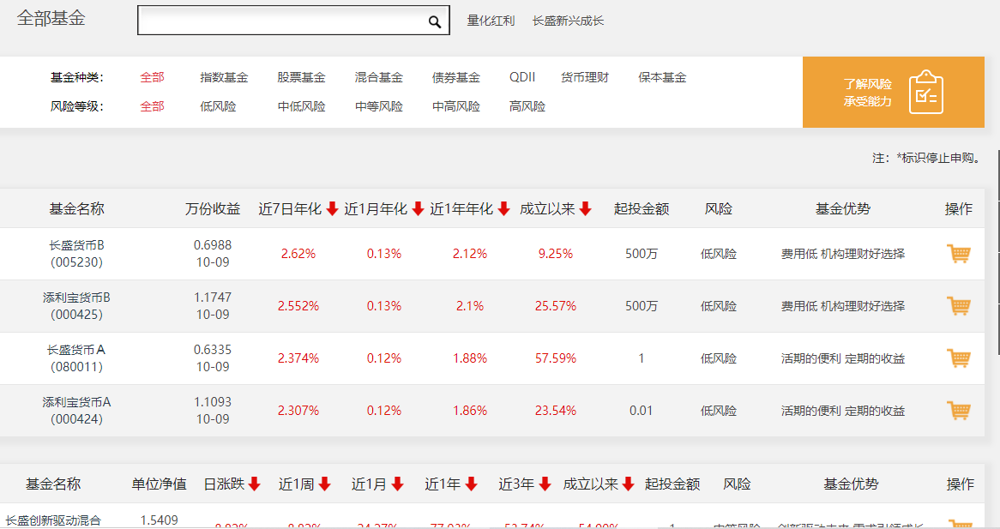 全部基金
量化红利 长盛新兴成长
基金种类： 全部 指数基金 股票基金 混合基金 债券基金 QDII 货币理财 保本基金
风险等级： 全部 低风险 中低风险 中等风险 中高风险 高风险
了解风险
承受能力
注：*标识停止申购。
基金名称 万份收益 近7日年化 近1月年化 近1年年化 成立以来 起投金额 风险 基金优势 操作
长盛货币B 0.6988
(005230) 10-09 2.62% 0.13% 2.12% 9.25% 500万 低风险 费用低 机构理财好选择
添利宝货币B 1.1747
(000425) 10-09 2.552% 0.13% 2.1% 25.57% 500万 低风险 费用低 机构理财好选择
长盛货币A 0.6335
(080011) 10-09 2.374% 0.12% 1.88% 57.59% 1 低风险 活期的便利 定期的收益
添利宝货币A 1.1093
(000424) 10-09 2.307% 0.12% 1.86% 23.54% 0.01 低风险 活期的便利 定期的收益
基金名称 单位净值 日涨跌 近1周 近1月 近1年 近3年 成立以来 起投金额 风险 基金优势 操作
长盛创新驱动混合 1.5409